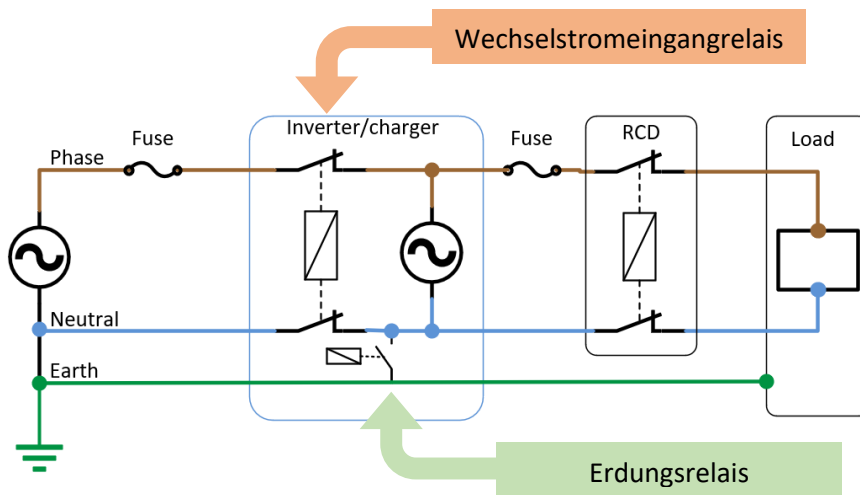 Wechselstromeingangrelais
Inverter/charger
Fuse
Fuse
RCD
Load
Phase
Neutral
Earth
Erdungsrelais